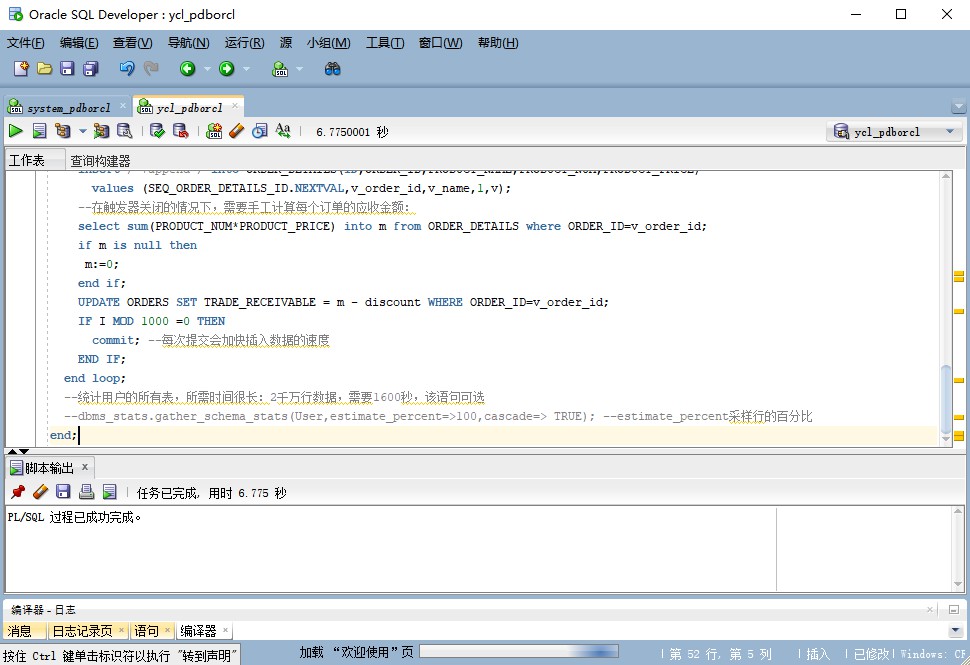 Oracle SQL Developer : ycl_pdborcl
文件(F) 编辑(E) 查看(V) 导航(N) 运行(R) 源 小组(M) 工具(T) 窗口(W) 帮助(H)
system_pdborcl × ycl_pdborcl ×
6.7750001 秒 ycl_pdborcl
工作表 查询构建器
values (SEQ_ORDER_DETAILS_ID.NEXTVAL,v_order_id,v_name,1,v);
--在触发器关闭的情况下，需要手工计算每个订单的应收金额：
select sum(PRODUCT_NUM*PRODUCT_PRICE) into m from ORDER_DETAILS where ORDER_ID=v_order_id;
if m is null then
m:=0;
end if;
UPDATE ORDERS SET TRADE_RECEIVABLE = m - discount WHERE ORDER_ID=v_order_id;
IF I MOD 1000 =0 THEN
commit; --每次提交会加快插入数据的速度
END IF;
end loop;
--统计用户的所有表，所需时间很长：2千万行数据，需要1600秒，该语句可选
--dbms_stats.gather_schema_stats(User,estimate_percent=>100,cascade=> TRUE); --estimate_percent采样行的百分比
end;
脚本输出 ×
任务已完成, 用时 6.775 秒
PL/SQL 过程已成功完成。
编译器 - 日志
消息 日志记录页 × 语句 × 编译器 ×
按住 Ctrl 键单击标识符以执行 "转到声明" 加载 “欢迎使用” 页 第 52 行, 第 5 列 插入 已修改 Windows: CF